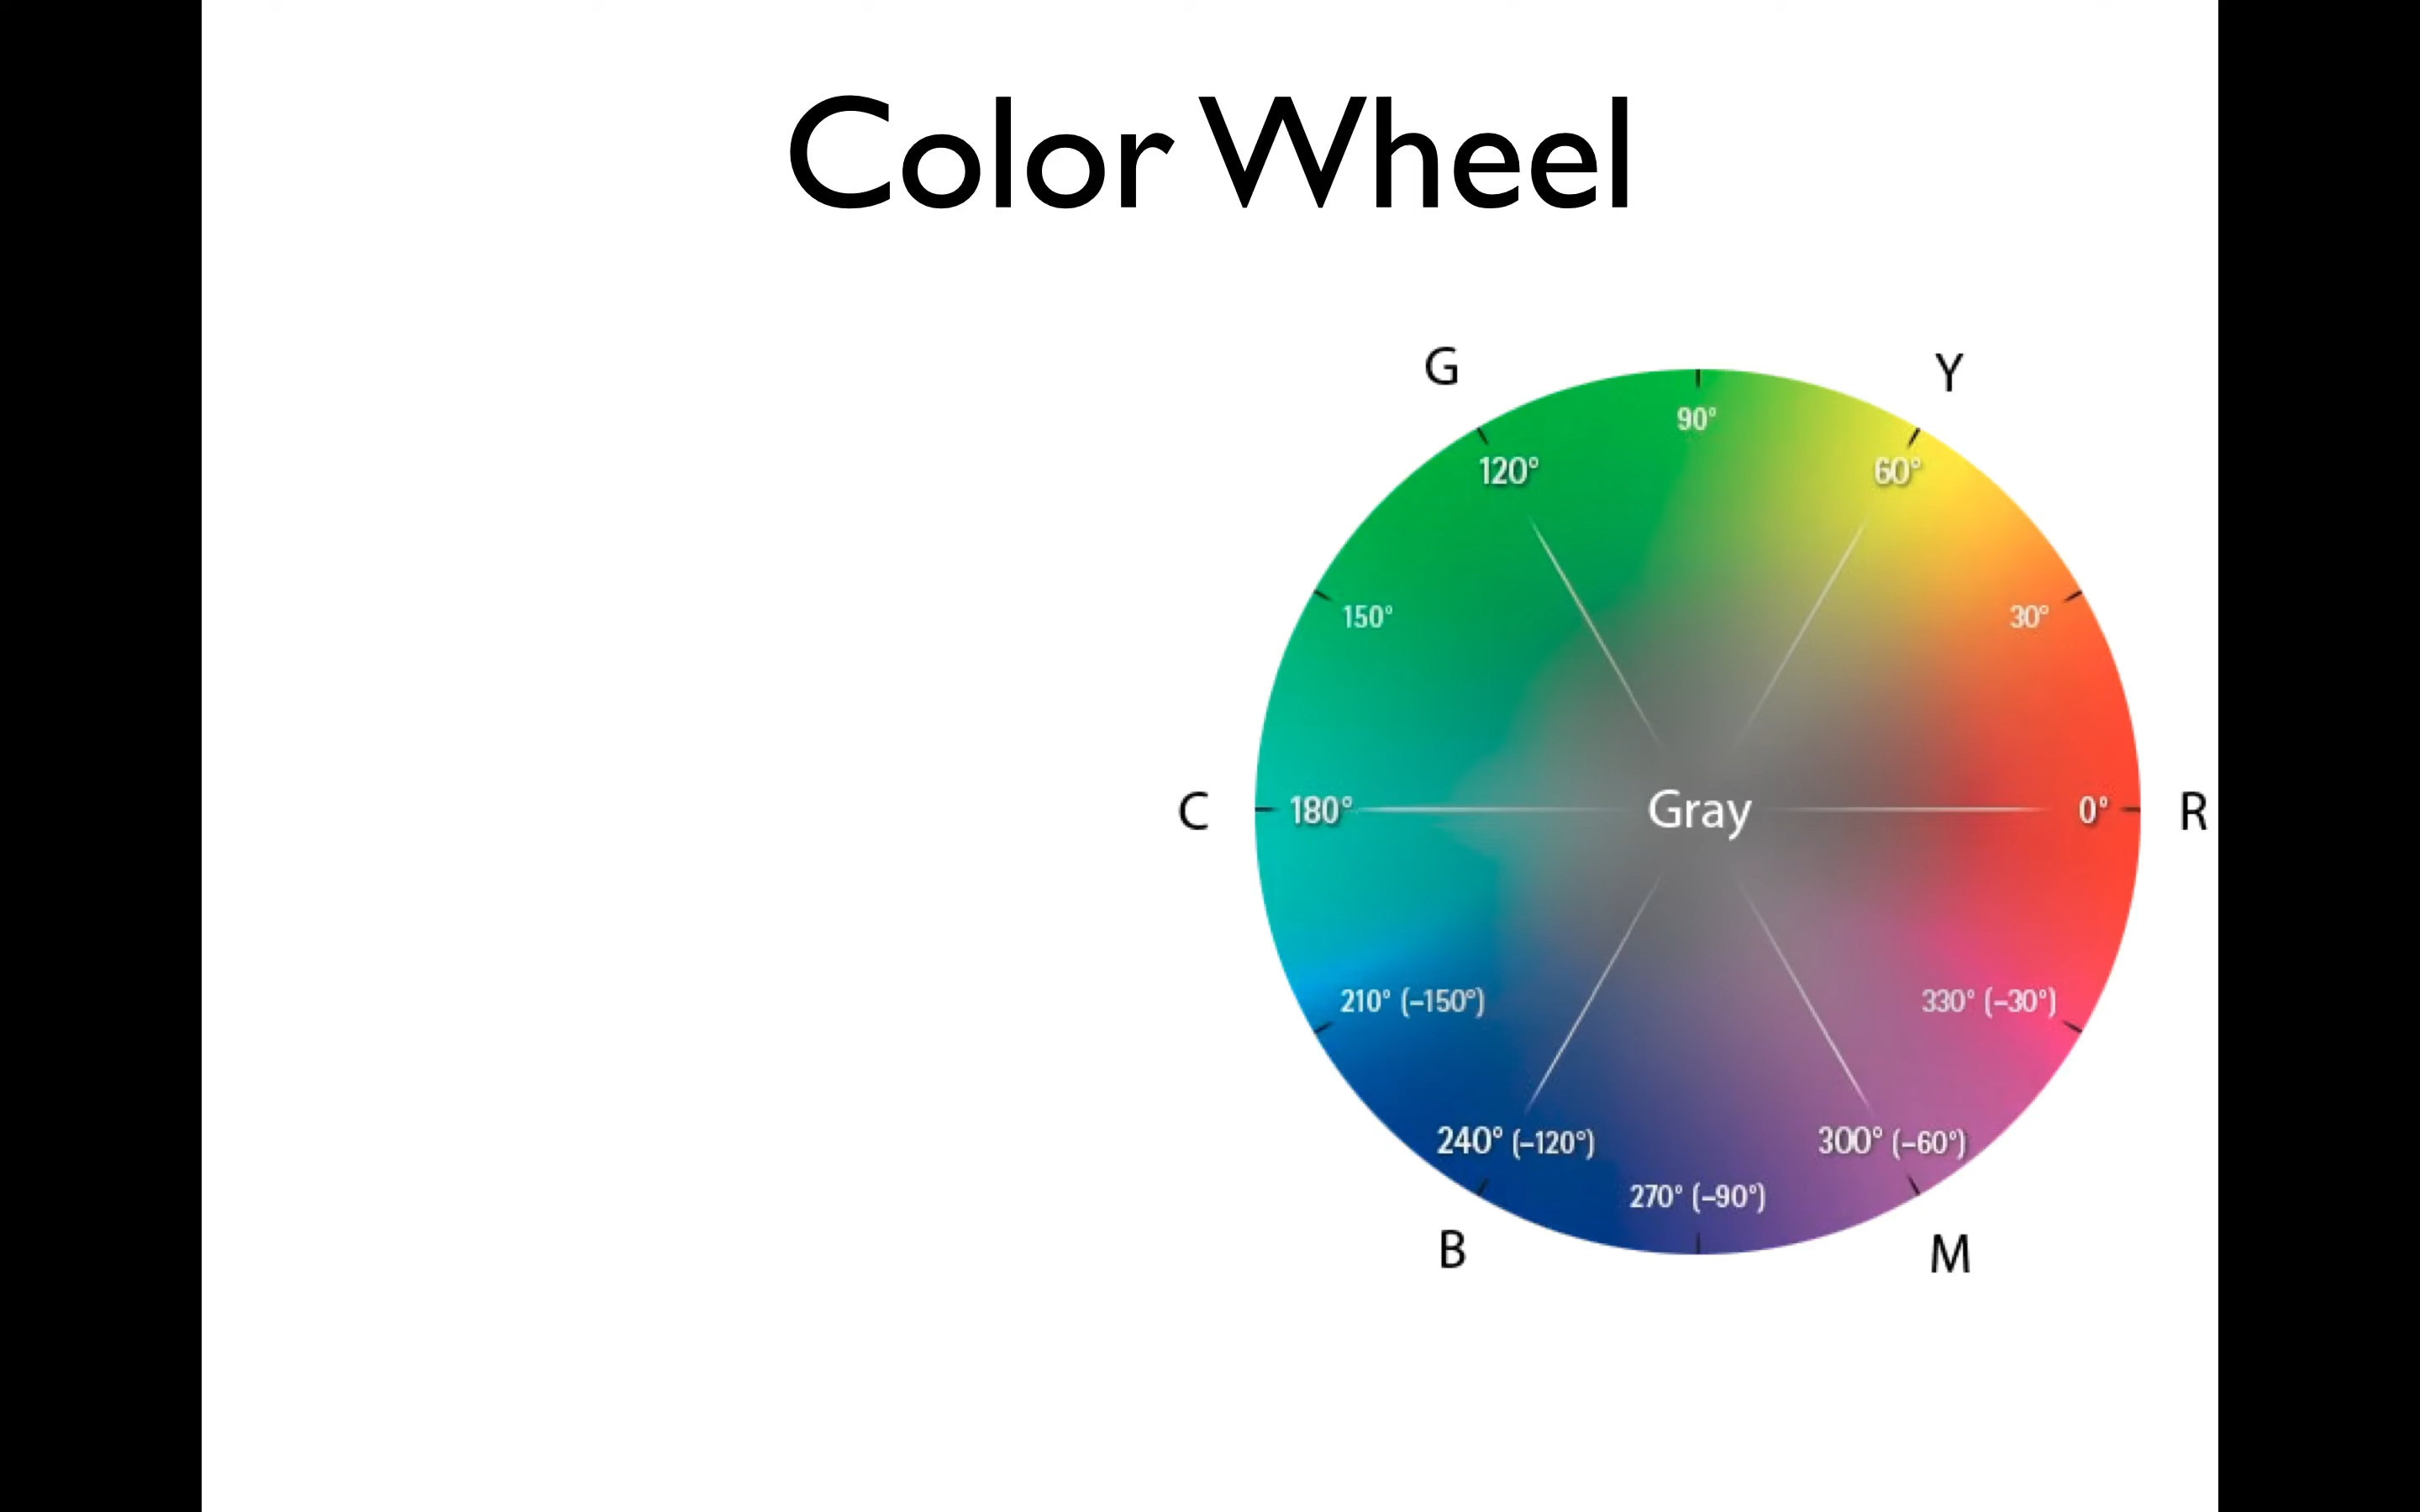 Color Wheel
G
Y
90°
120°
60°
150°
30°
C
180°
Gray
0°
R
210° (–150°)
330° (–30°)
240° (–120°)
300° (–60°)
270° (–90°)
B
M